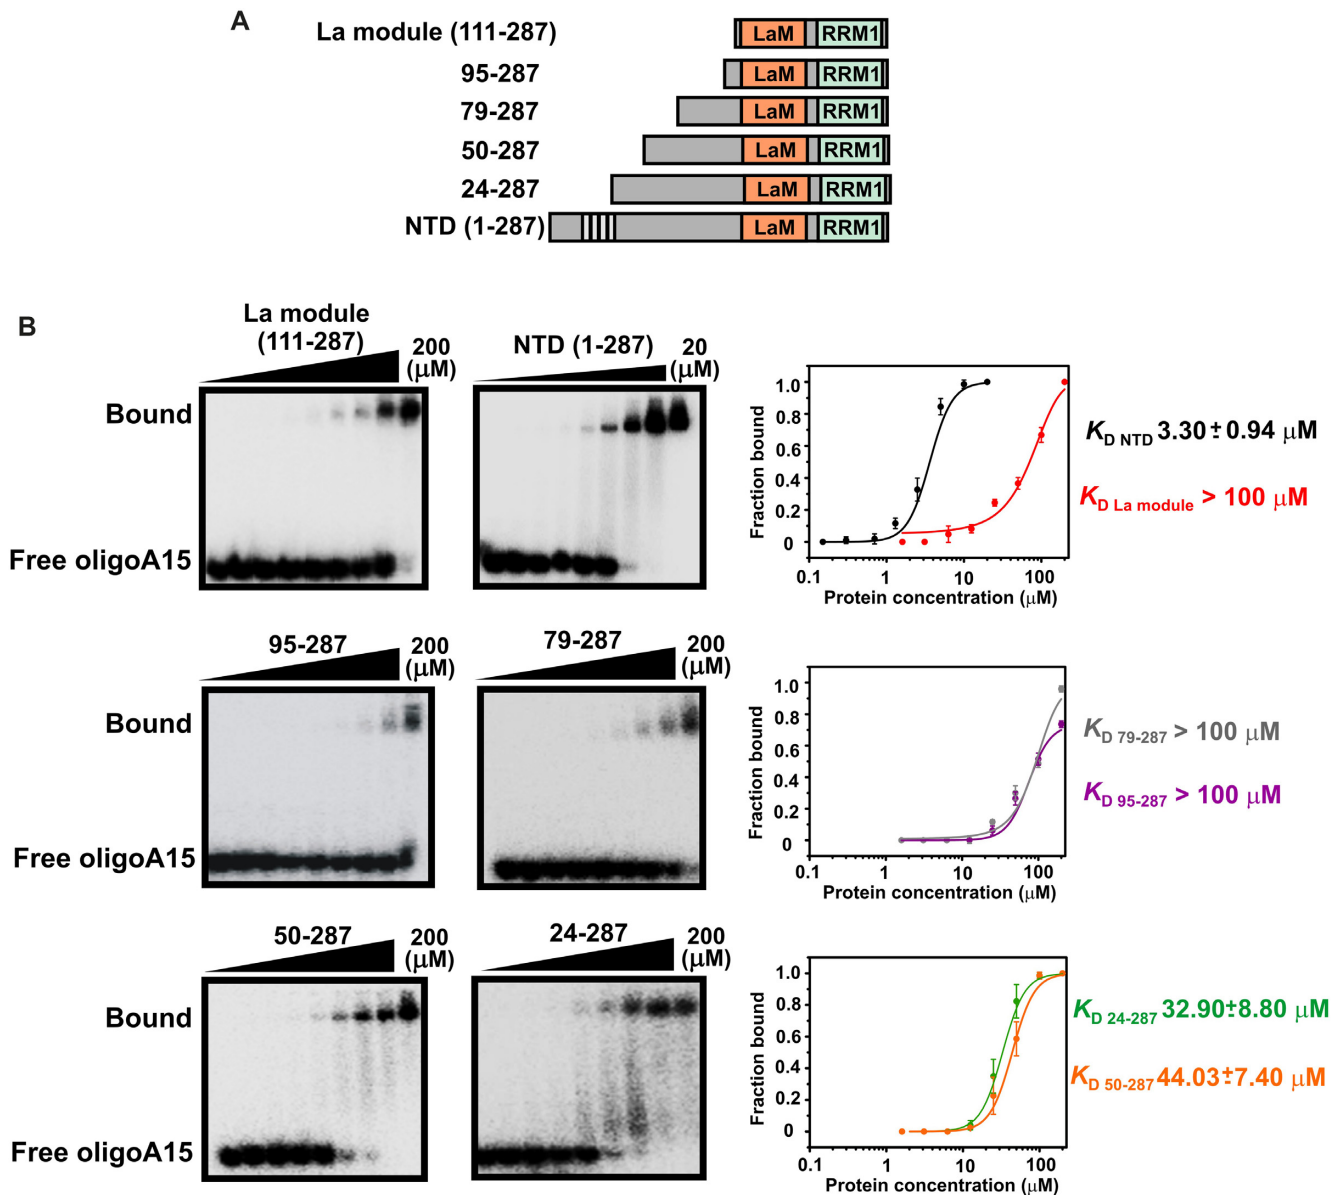 A
La module (111-287) LaM RRM1
95-287 LaM RRM1
79-287 LaM RRM1
50-287 LaM RRM1
24-287 LaM RRM1
NTD (1-287) LaM RRM1
B
La module
(111-287)
200
(μM)
Bound
Free oligoA15
NTD (1-287)
20
(μM)
Fraction bound
1.0
0.8
0.6
0.4
0.2
0
0.1 1 10 100
Protein concentration (μM)
KD NTD 3.30±0.94 μM
KD La module > 100 μM
95-287
200
(μM)
Bound
Free oligoA15
79-287
200
(μM)
Fraction bound
1.0
0.8
0.6
0.4
0.2
0
0.1 1 10 100
Protein concentration (μM)
KD 79-287 > 100 μM
KD 95-287 > 100 μM
50-287
200
(μM)
Bound
Free oligoA15
24-287
200
(μM)
Fraction bound
1.0
0.8
0.6
0.4
0.2
0
0.1 1 10 100
Protein concentration (μM)
KD 24-287 32.90±8.80 μM
KD 50-287 44.03±7.40 μM